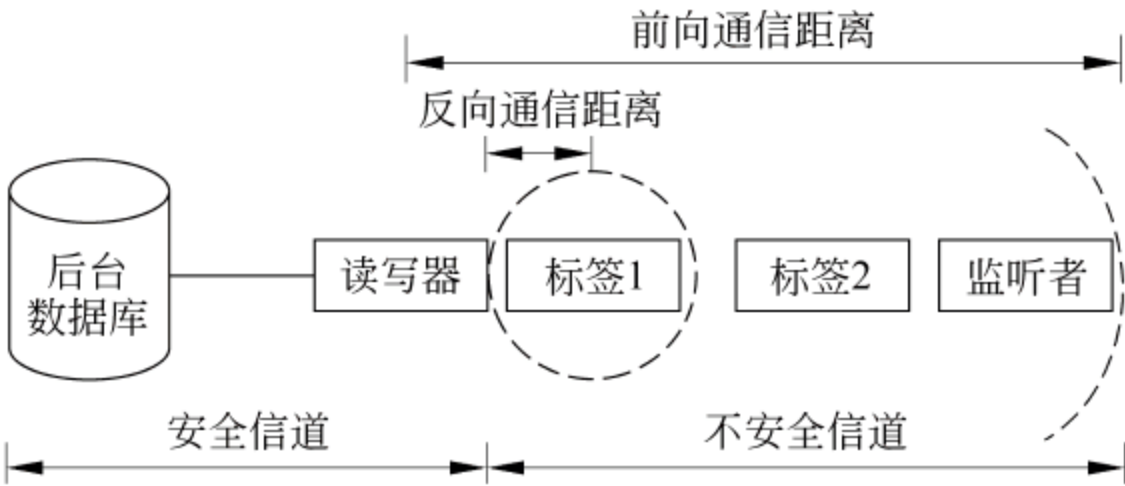 前向通信距离
反向通信距离
后台
数据库
读写器
标签1
标签2
监听者
安全信道
不安全信道